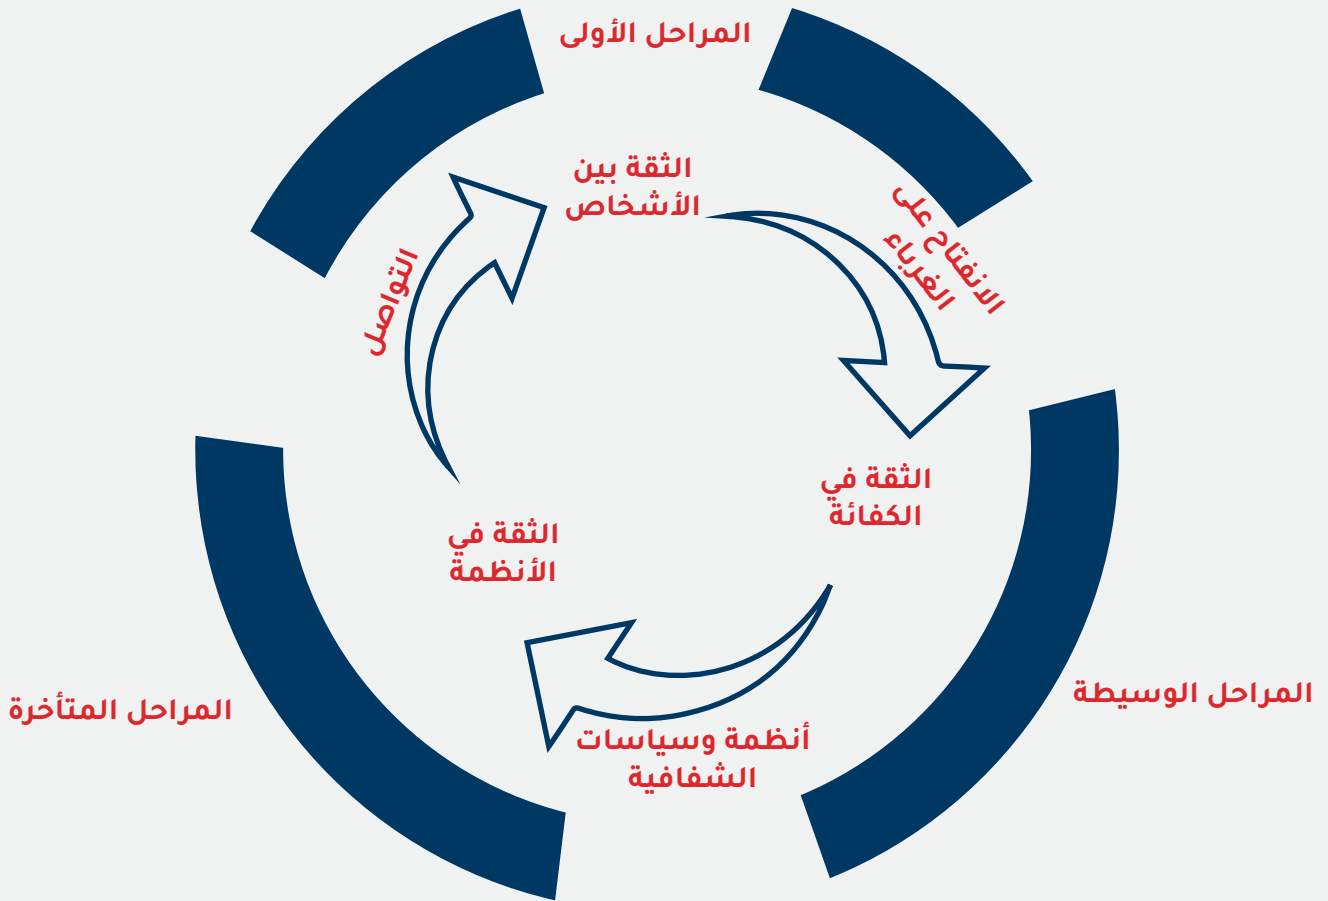 المراحل الأولى
الثقة بين
الأشخاص
الانفتاح على
الغرباء
التواصل
الثقة في
الكفائة
الثقة في
الأنظمة
المراحل الوسيطة
المراحل المتأخرة
أنظمة وسياسات
الشفافية